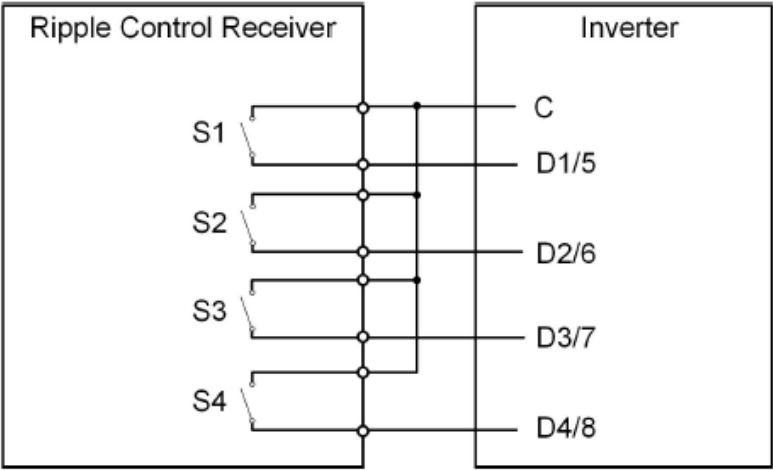 Ripple Control Receiver
Inverter
C
S1
D1/5
S2
D2/6
S3
D3/7
S4
D4/8